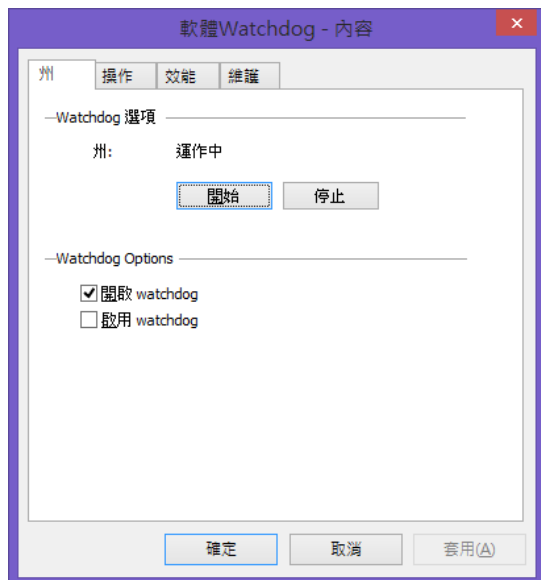 軟體Watchdog - 內容
州 操作 效能 維護
Watchdog 選項
州: 運作中
開始 停止
Watchdog Options
開啟 watchdog
啟用 watchdog
確定 取消 套用(A)